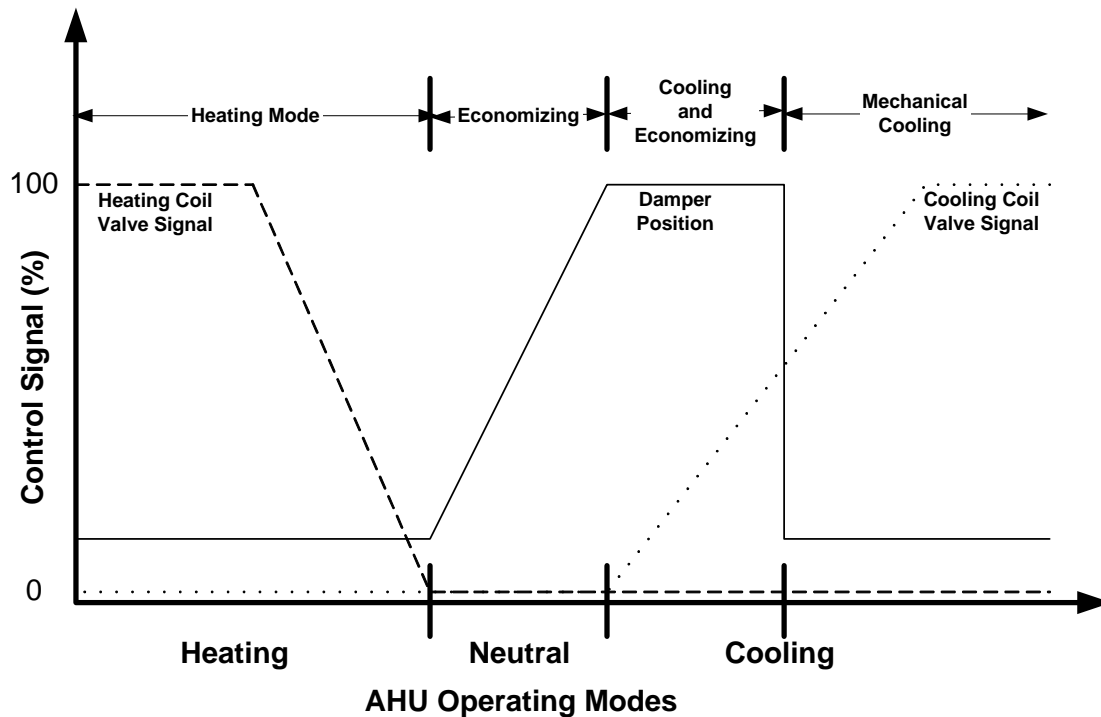 Heating Mode
Economizing
Cooling
and
Economizing
Mechanical
Cooling
100
Heating Coil
Valve Signal
Damper
Position
Cooling Coil
Valve Signal
Control Signal (%)
0
Heating
Neutral
Cooling
AHU Operating Modes